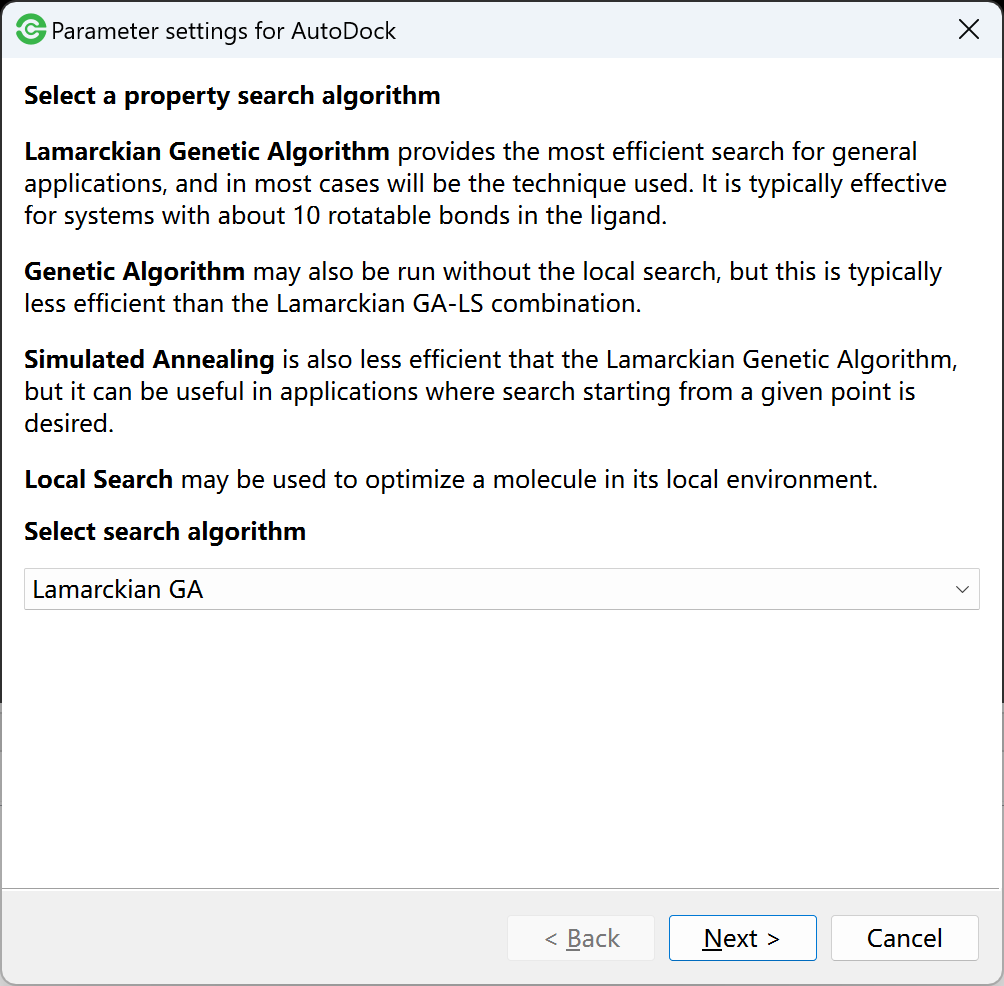 Parameter settings for AutoDock
Select a property search algorithm
Lamarckian Genetic Algorithm provides the most efficient search for general
applications, and in most cases will be the technique used. It is typically effective
for systems with about 10 rotatable bonds in the ligand.
Genetic Algorithm may also be run without the local search, but this is typically
less efficient than the Lamarckian GA-LS combination.
Simulated Annealing is also less efficient that the Lamarckian Genetic Algorithm,
but it can be useful in applications where search starting from a given point is
desired.
Local Search may be used to optimize a molecule in its local environment.
Select search algorithm
Lamarckian GA
< Back
Next >
Cancel